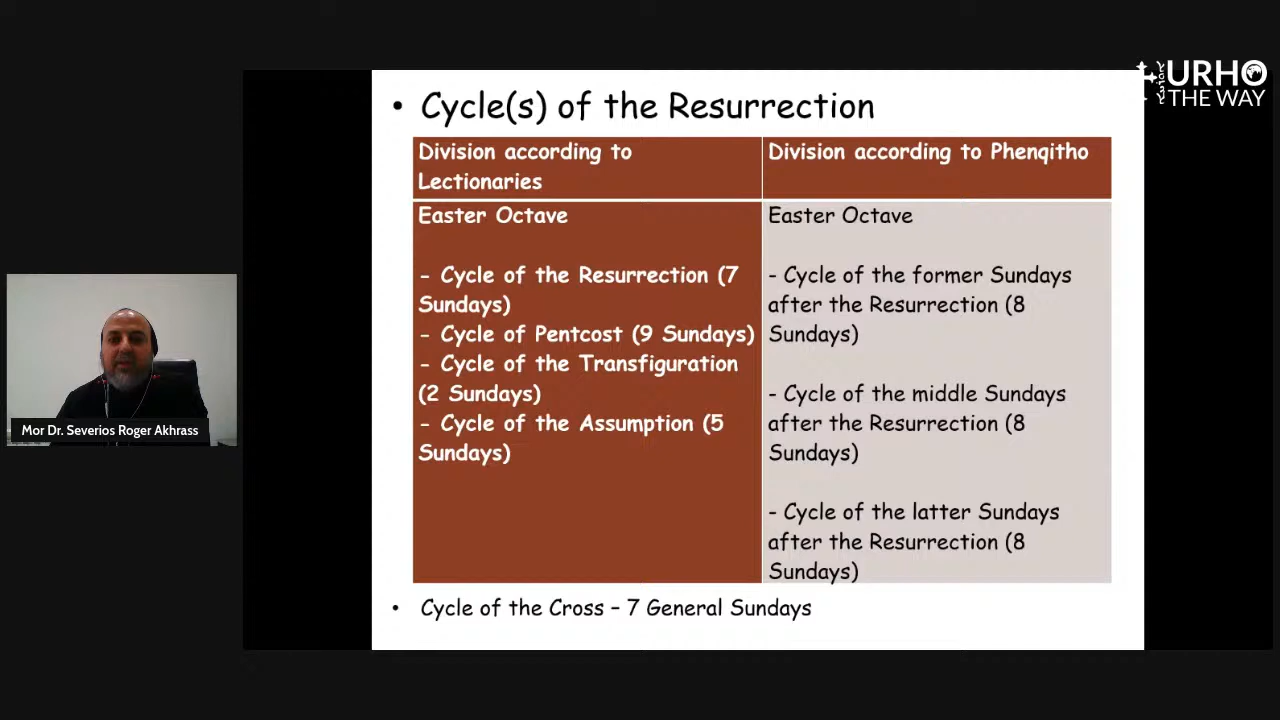 URHO
THE WAY
• Cycle(s) of the Resurrection
Division according to
Lectionaries
Division according to Phenqitho
Easter Octave
- Cycle of the Resurrection (7
Sundays)
- Cycle of Pentcost (9 Sundays)
- Cycle of the Transfiguration
(2 Sundays)
- Cycle of the Assumption (5
Sundays)
Easter Octave
- Cycle of the former Sundays
after the Resurrection (8
Sundays)
- Cycle of the middle Sundays
after the Resurrection (8
Sundays)
- Cycle of the latter Sundays
after the Resurrection (8
Sundays)
• Cycle of the Cross – 7 General Sundays
Mor Dr. Severios Roger Akhrass